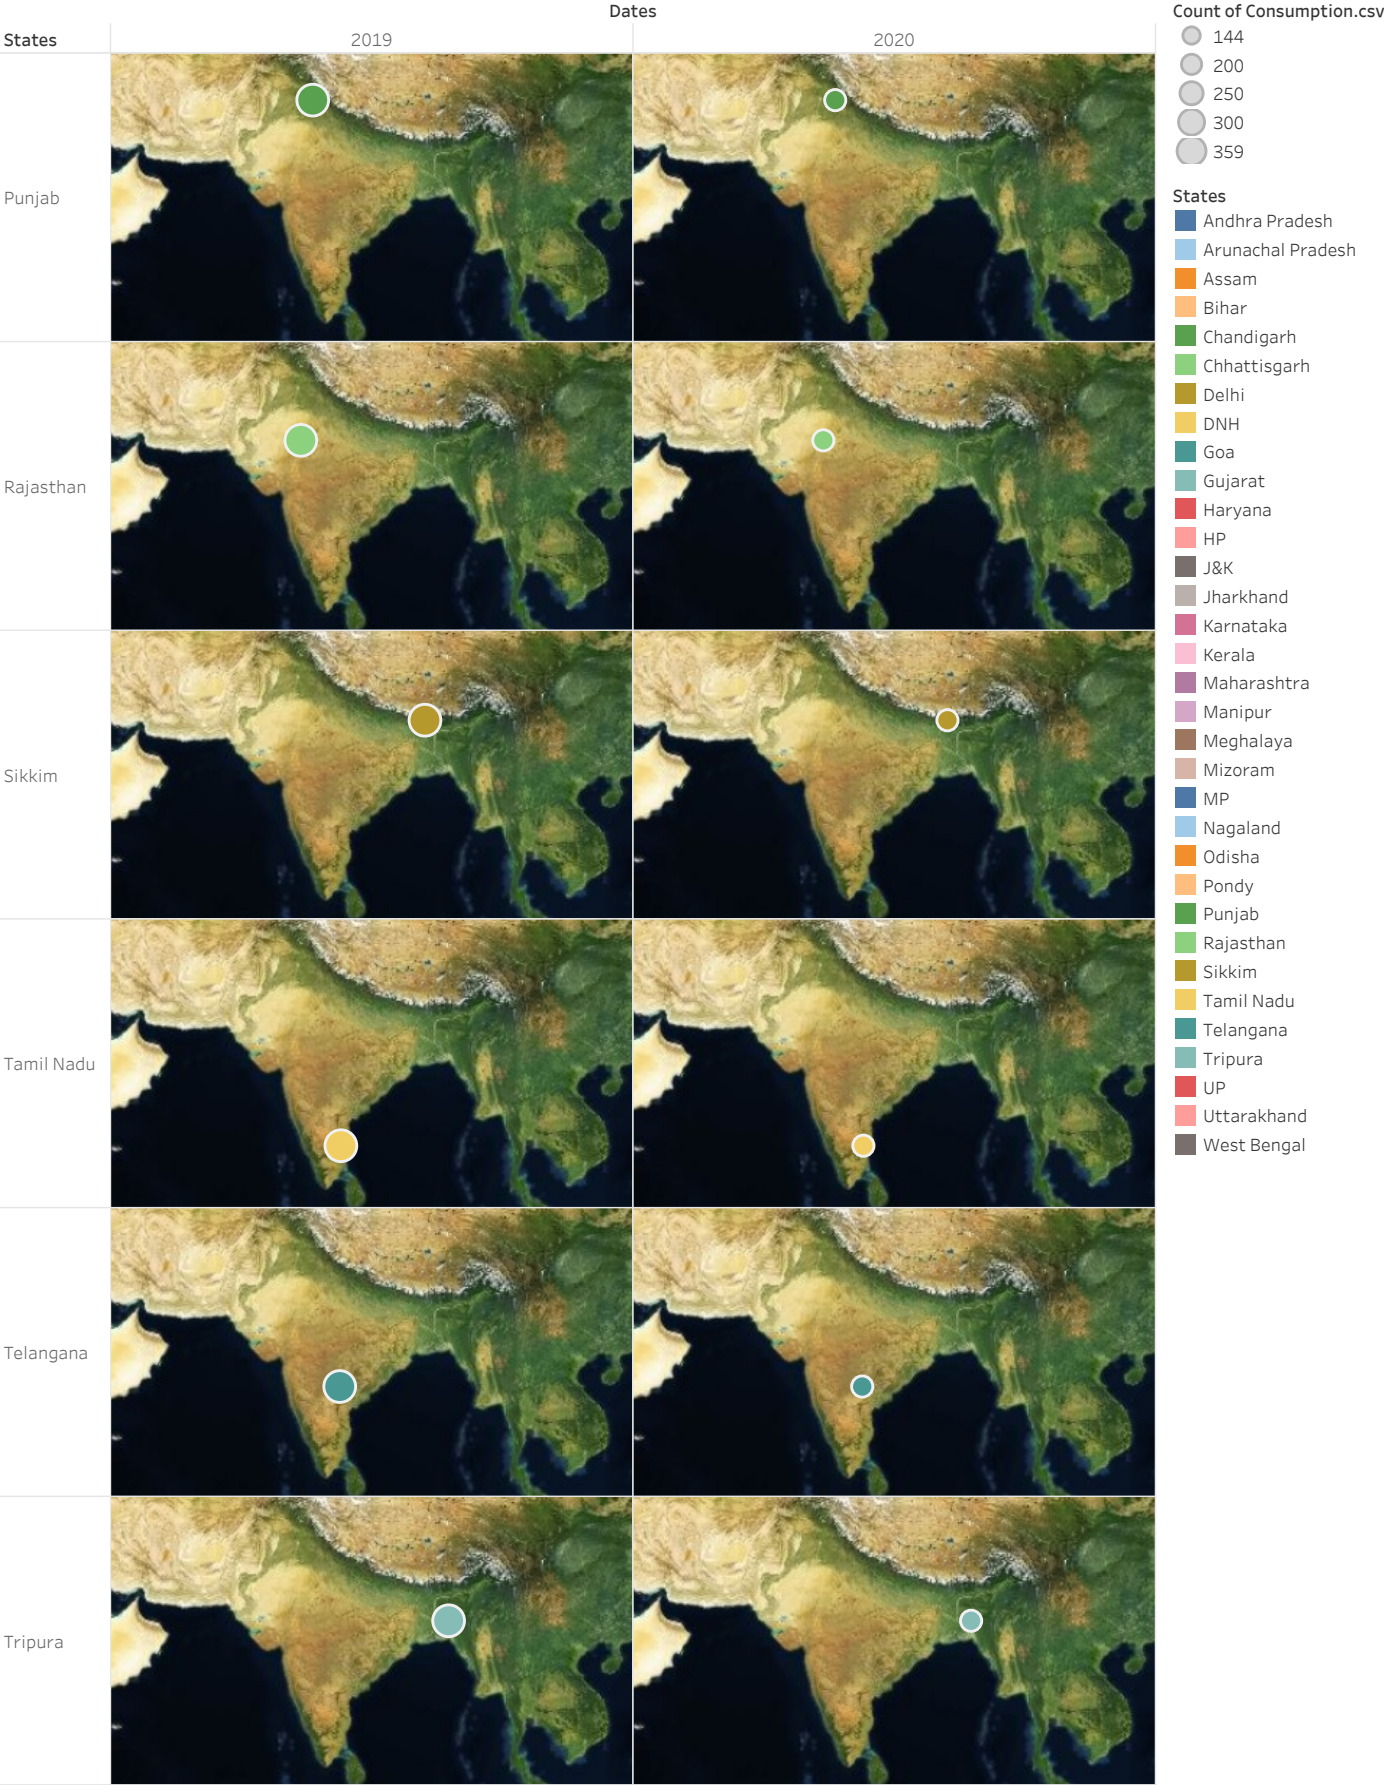 Dates
States
2019
2020
Punjab
Rajasthan
Sikkim
Tamil Nadu
Telangana
Tripura
Count of Consumption.csv
144
200
250
300
359
States
Andhra Pradesh
Arunachal Pradesh
Assam
Bihar
Chandigarh
Chhattisgarh
Delhi
DNH
Goa
Gujarat
Haryana
HP
J&K
Jharkhand
Karnataka
Kerala
Maharashtra
Manipur
Meghalaya
Mizoram
MP
Nagaland
Odisha
Pondy
Punjab
Rajasthan
Sikkim
Tamil Nadu
Telangana
Tripura
UP
Uttarakhand
West Bengal